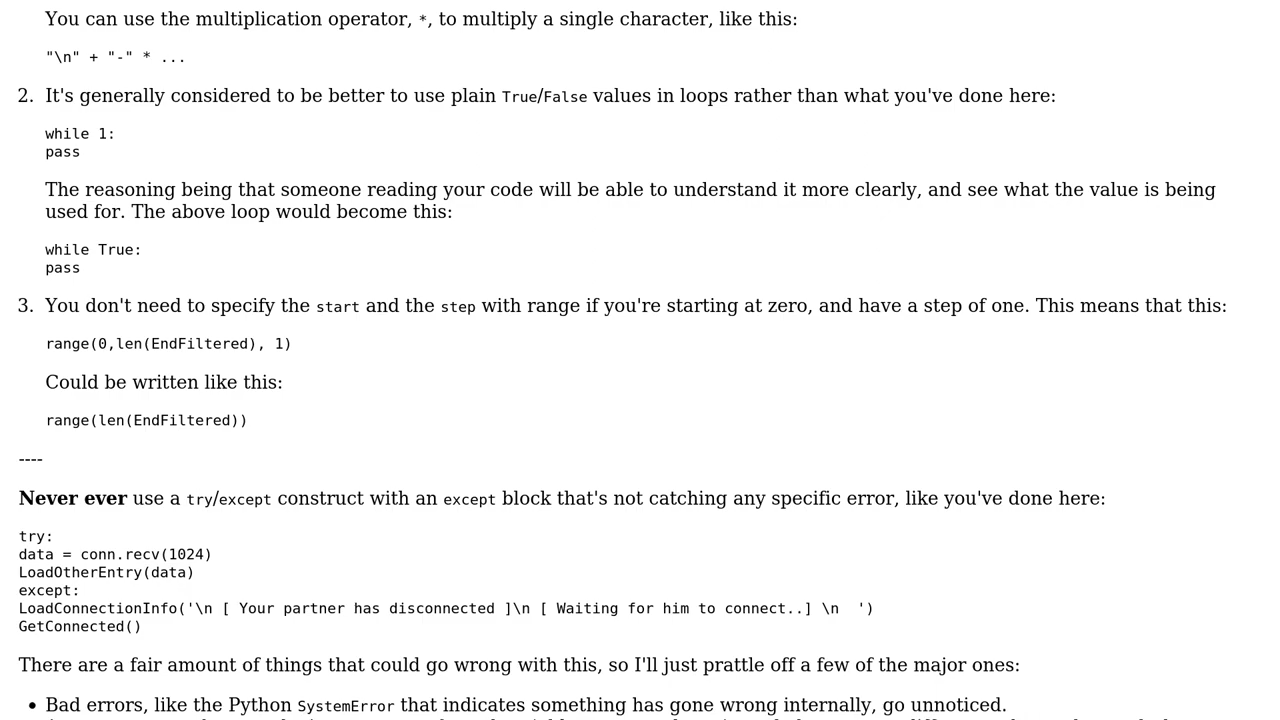 You can use the multiplication operator, *, to multiply a single character, like this:
"\n" + "-" * ...
2. It's generally considered to be better to use plain True/False values in loops rather than what you've done here:
while 1:
pass
The reasoning being that someone reading your code will be able to understand it more clearly, and see what the value is being
used for. The above loop would become this:
while True:
pass
3. You don't need to specify the start and the step with range if you're starting at zero, and have a step of one. This means that this:
range(0,len(EndFiltered), 1)
Could be written like this:
range(len(EndFiltered))
----
Never ever use a try/except construct with an except block that's not catching any specific error, like you've done here:
try:
data = conn.recv(1024)
LoadOtherEntry(data)
except:
LoadConnectionInfo('\n [ Your partner has disconnected ]\n [ Waiting for him to connect..] \n  ')
GetConnected()
There are a fair amount of things that could go wrong with this, so I'll just prattle off a few of the major ones:
• Bad errors, like the Python SystemError that indicates something has gone wrong internally, go unnoticed.